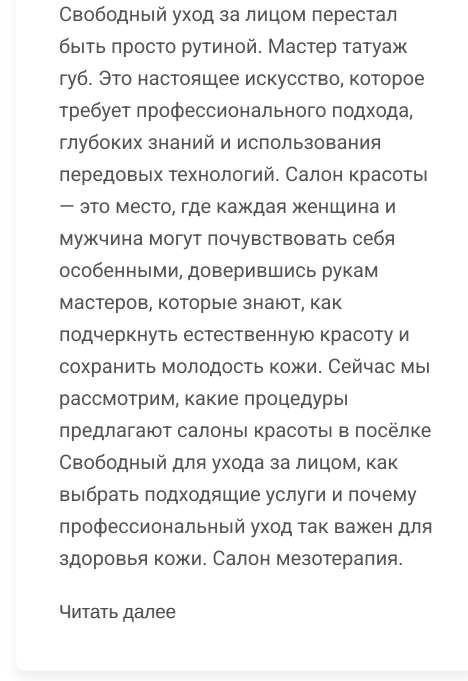 Свободный уход за лицом перестал
быть просто рутиной. Мастер татуаж
губ. Это настоящее искусство, которое
требует профессионального подхода,
глубоких знаний и использования
передовых технологий. Салон красоты
— это место, где каждая женщина и
мужчина могут почувствовать себя
особенными, доверившись рукам
мастеров, которые знают, как
подчеркнуть естественную красоту и
сохранить молодость кожи. Сейчас мы
рассмотрим, какие процедуры
предлагают салоны красоты в посёлке
Свободный для ухода за лицом, как
выбрать подходящие услуги и почему
профессиональный уход так важен для
здоровья кожи. Салон мезотерапия.
Читать далее